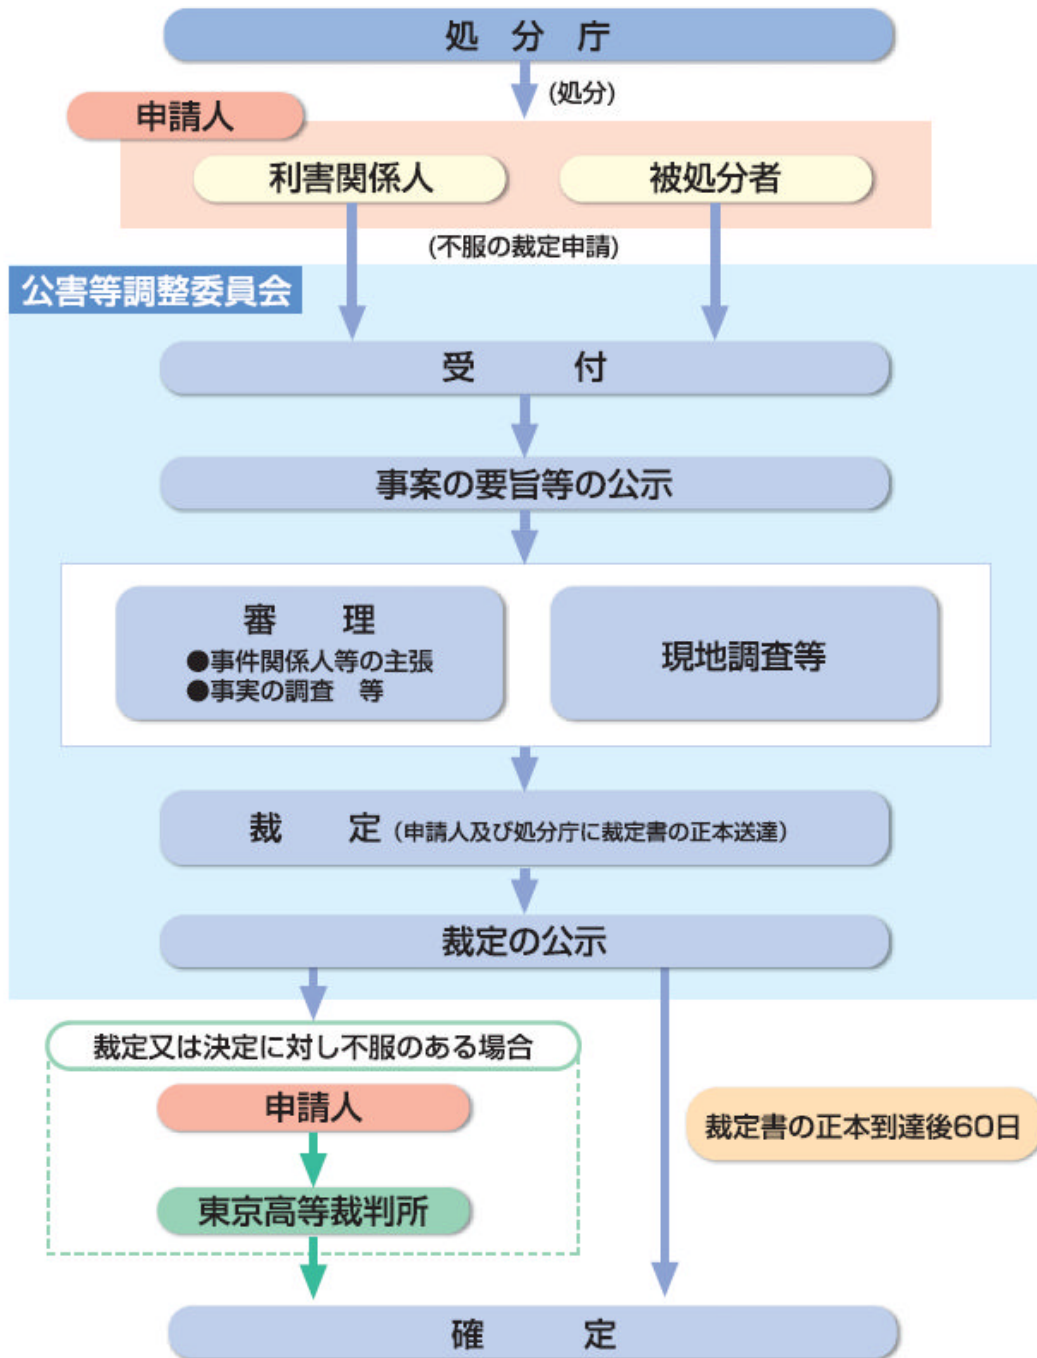 処 分 庁
(処分)
申請人
利害関係人
被処分者
(不服の裁定申請)
公害等調整委員会
受 付
事案の要旨等の公示
審 理
●事件関係人等の主張
●事実の調査 等
現地調査等
裁 定（申請人及び処分庁に裁定書の正本送達）
裁定の公示
裁定又は決定に対し不服のある場合
申請人
東京高等裁判所
裁定書の正本到達後60日
確 定